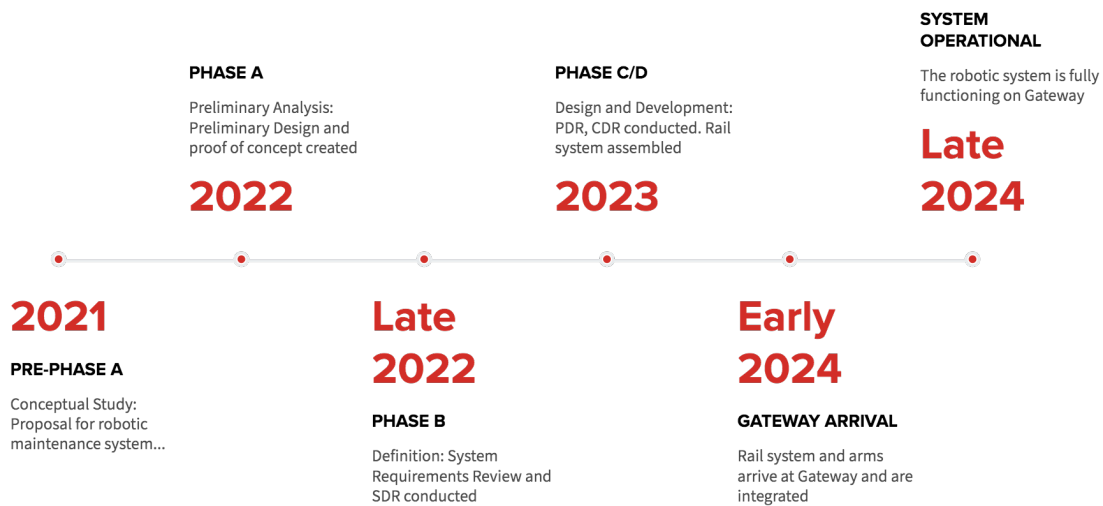 2021
PRE-PHASE A
Conceptual Study:
Proposal for robotic
maintenance system...
PHASE A
Preliminary Analysis:
Preliminary Design and
proof of concept created
2022
Late
2022
PHASE B
Definition: System
Requirements Review and
SDR conducted
PHASE C/D
Design and Development:
PDR, CDR conducted. Rail
system assembled
2023
Early
2024
GATEWAY ARRIVAL
Rail system and arms
arrive at Gateway and are
integrated
SYSTEM
OPERATIONAL
The robotic system is fully
functioning on Gateway
Late
2024